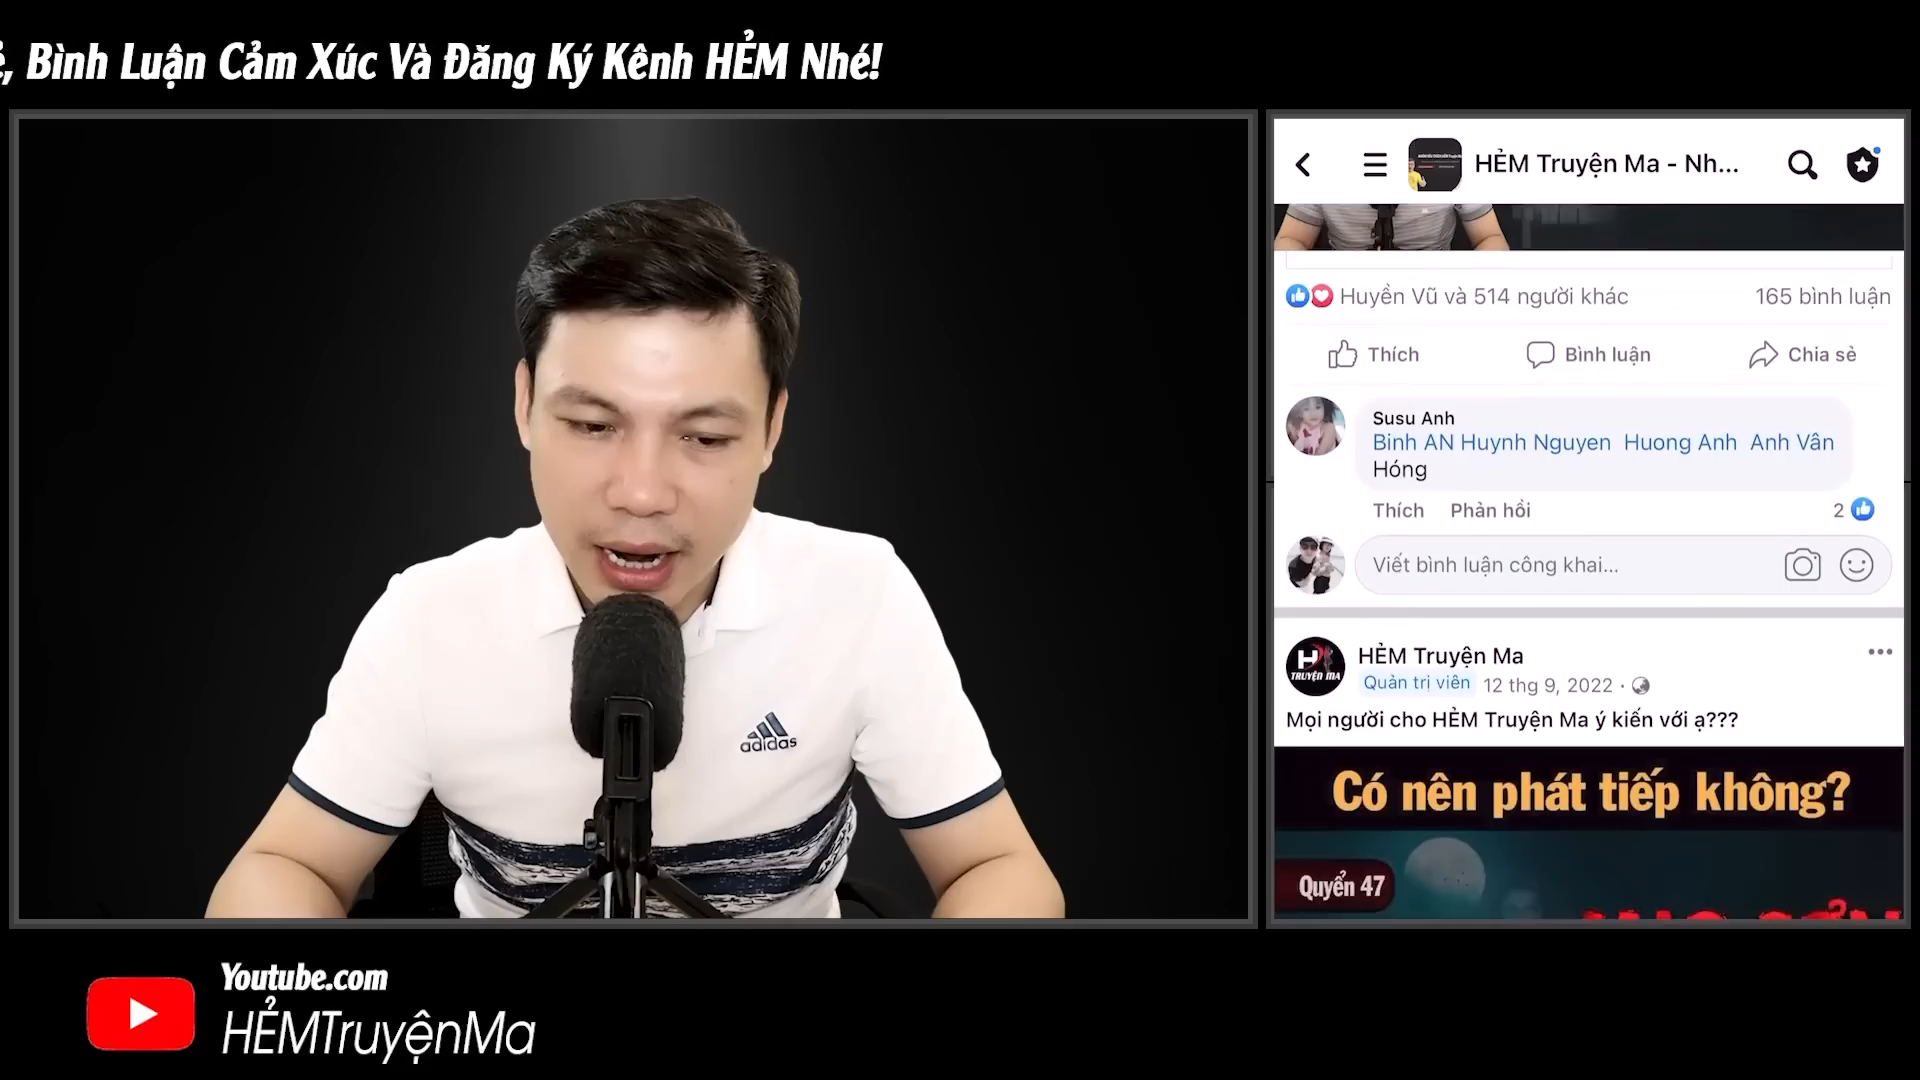 Bình Luận Cảm Xúc Và Đăng Ký Kênh HẺM Nhé!
HẺM Truyện Ma - Nh...
Huyền Vũ và 514 người khác
165 bình luận
Thích
Bình luận
Chia sẻ
Susu Anh
Binh AN Huynh Nguyen Huong Anh Anh Vân
Hóng
Thích
Phản hồi
2
Viết bình luận công khai...
H
TRUYỆN MA
HẺM Truyện Ma
Quản trị viên
12 thg 9, 2022
Mọi người cho HẺM Truyện Ma ý kiến với ạ???
Có nên phát tiếp không?
Quyển 47
adidas
Youtube.com
HẺMTruyệnMa